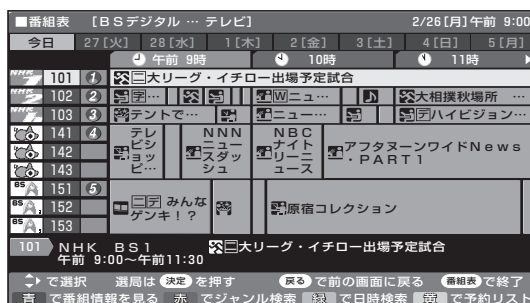 ■番組表 [BSデジタル … テレビ] 2/26[月]午前 9:00
今日 27[火] 28[水] 1[木] 2[金] 3[土] 4[日] 5[月]
午前 9時 10時 11時
NHK 101 1 二大リーグ・イチロー出場予定試合
NHK 102 2 字… W ニュ… 大相撲秋場所 …
NHK 103 3 テントで… ニュー… デ ハイビジョン…
141 4 テレビショッピ… NNNニュースダッシュ NBCナイトリーニュース アフタヌーンワイドNews・PART1
142
143
BS 151 5 二デ みんなゲンキ!? 原宿コレクション
BS 152
BS 153
101 NHK BS1 二大リーグ・イチロー出場予定試合
午前 9:00〜午前11:30
で選択 選局は 決定 を押す 戻る で前の画面に戻る 番組表 で終了
青 で番組情報を見る 赤 でジャンル検索 緑 で日時検索 黄 で予約リスト